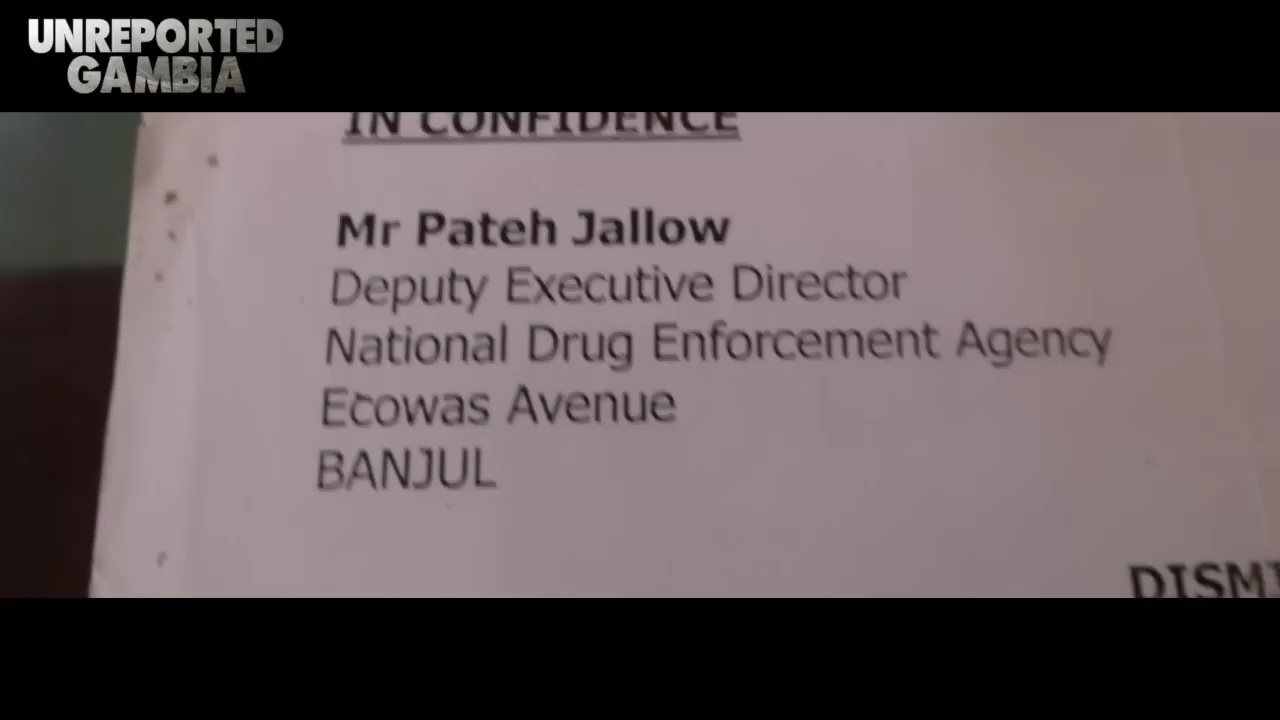 UNREPORTED
GAMBIA
IN CONFIDENCE
Mr Pateh Jallow
Deputy Executive Director
National Drug Enforcement Agency
Ecowas Avenue
BANJUL